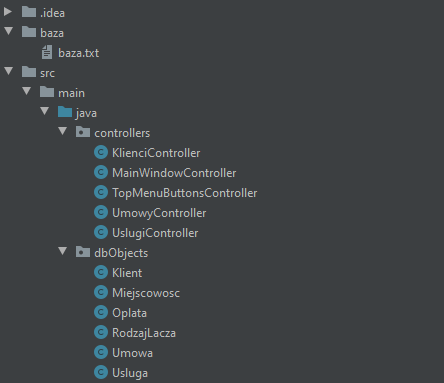 .idea
baza
baza.txt
src
main
java
controllers
KlienciController
MainWindowController
TopMenuButtonsController
UmowyController
UslugiController
dbObjects
Klient
Miejscowosc
Oplata
RodzajLacza
Umowa
Usluga